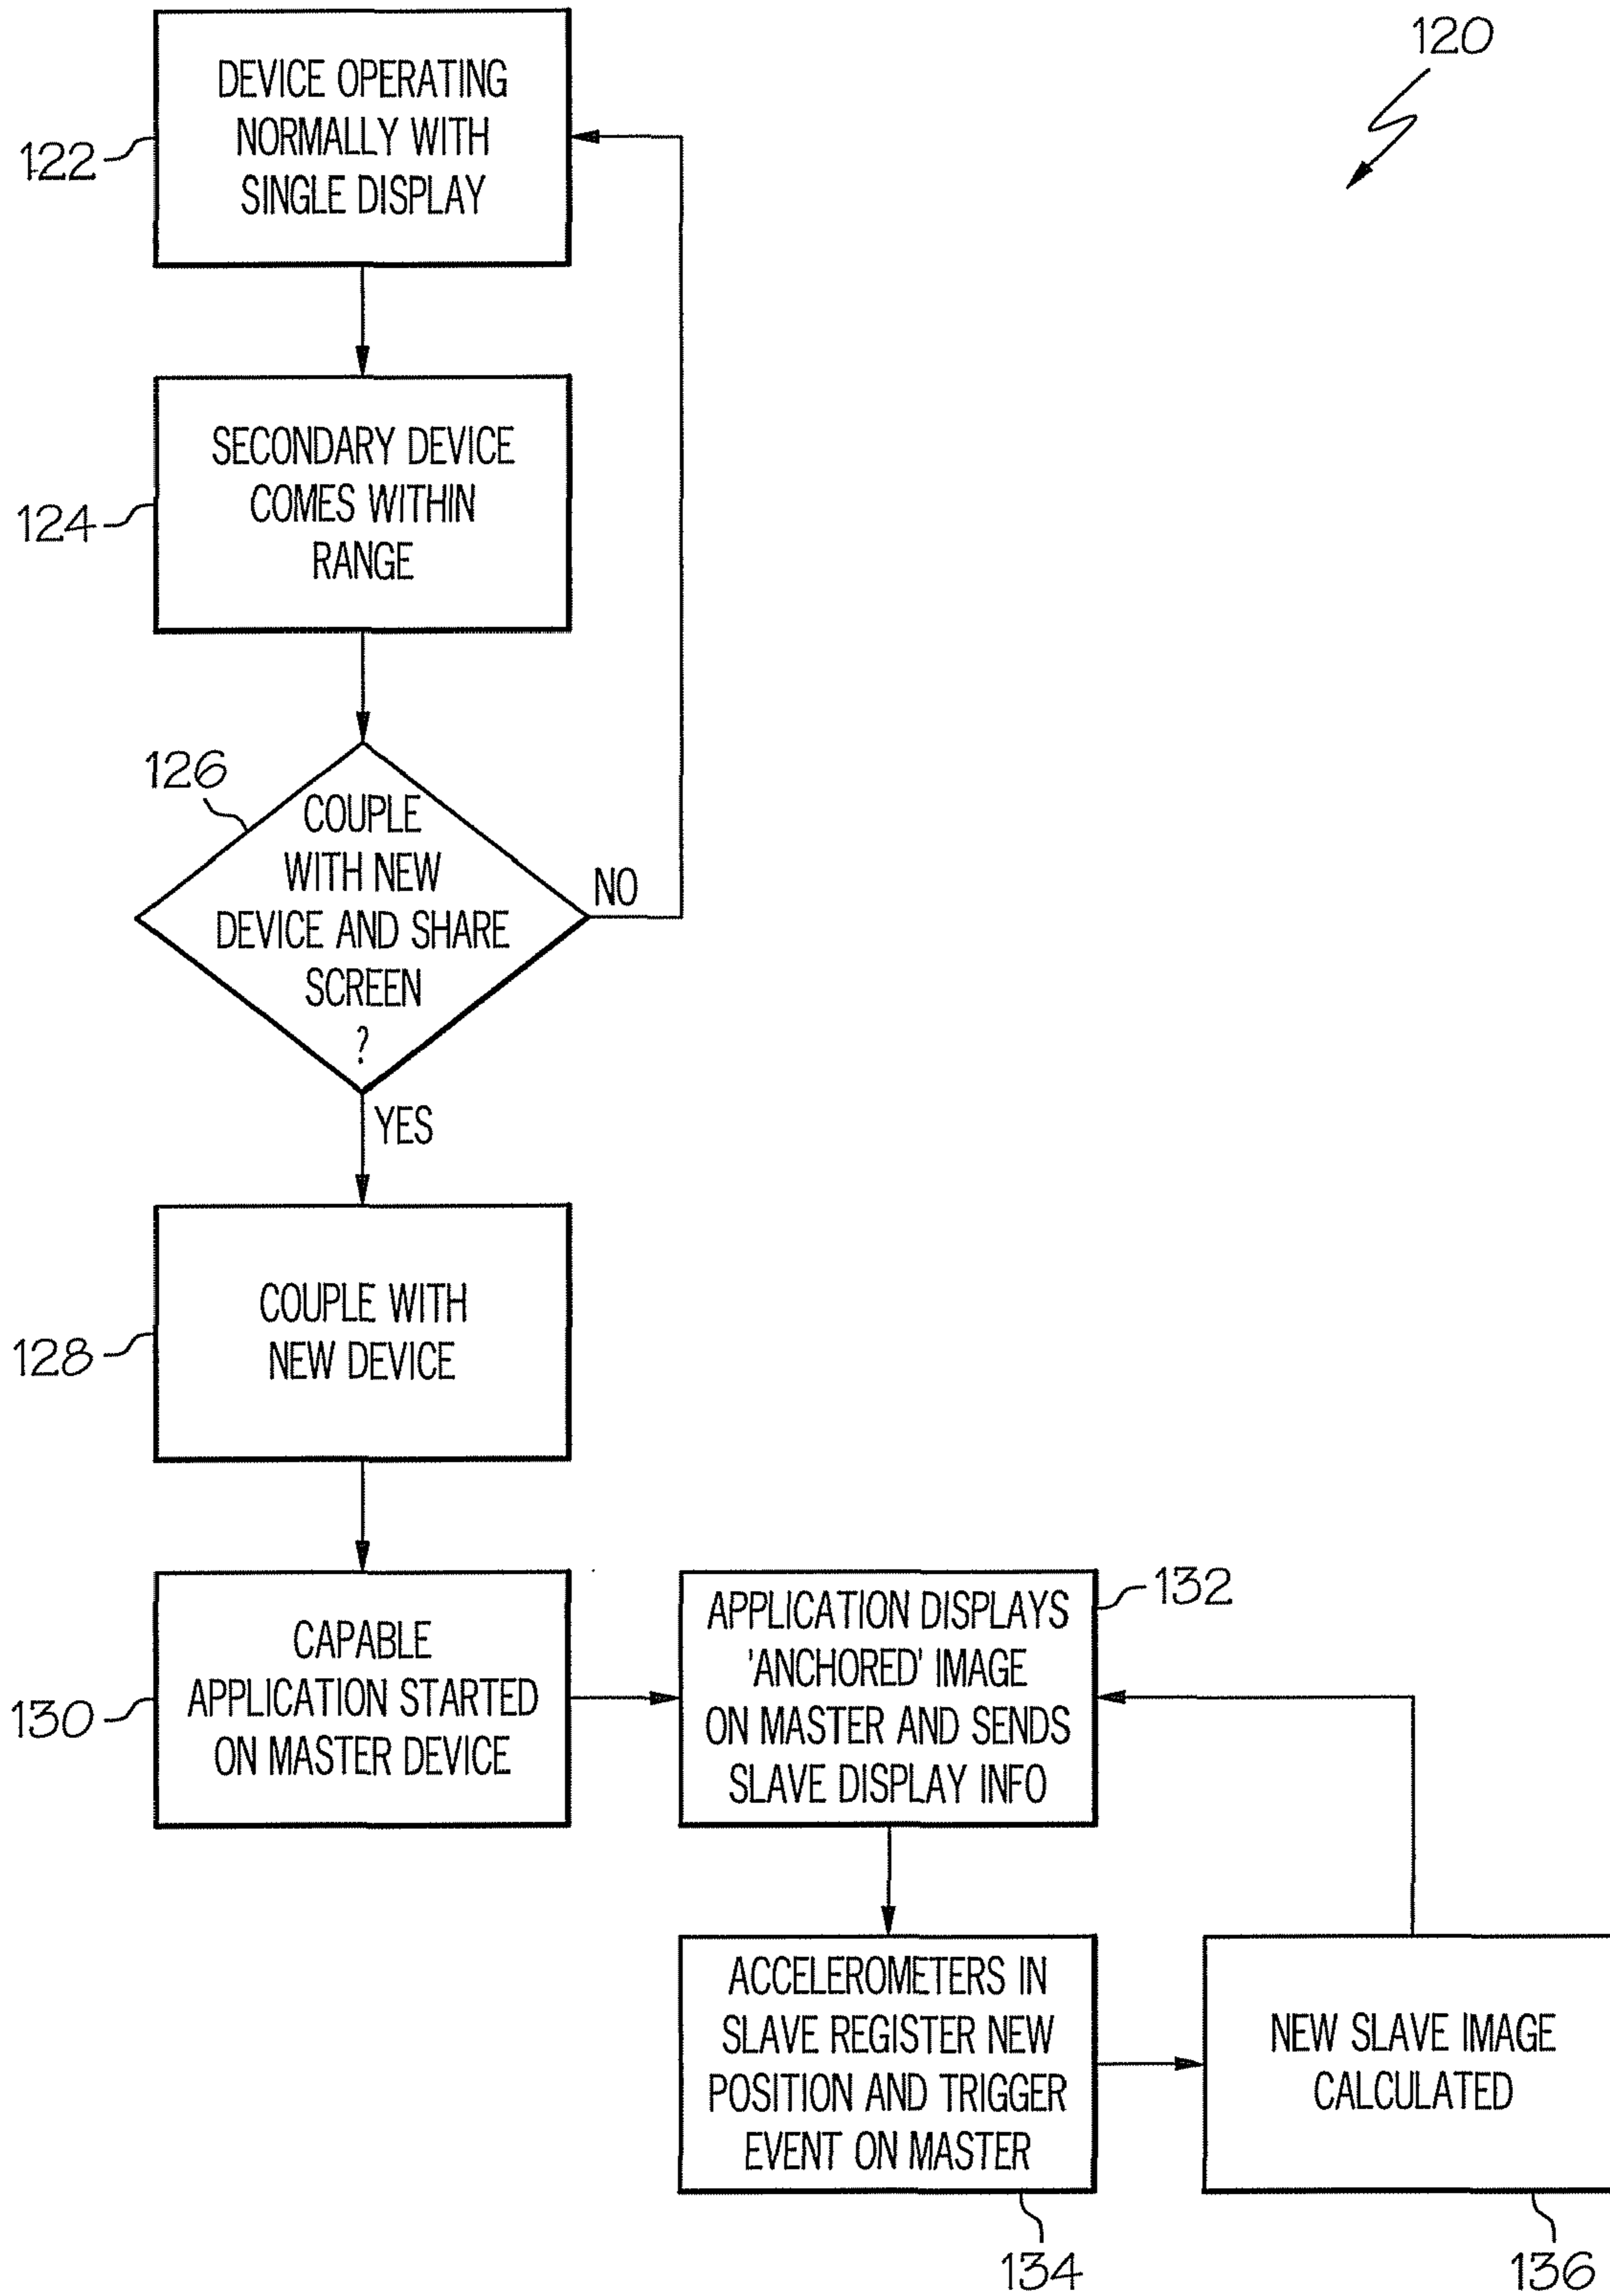 120
DEVICE OPERATING
NORMALLY WITH
SINGLE DISPLAY
122
SECONDARY DEVICE
COMES WITHIN
RANGE
124
126
COUPLE
WITH NEW
DEVICE AND SHARE
SCREEN
?
NO
YES
COUPLE WITH
NEW DEVICE
128
CAPABLE
APPLICATION STARTED
ON MASTER DEVICE
130
APPLICATION DISPLAYS
'ANCHORED' IMAGE
ON MASTER AND SENDS
SLAVE DISPLAY INFO
132
ACCELEROMETERS IN
SLAVE REGISTER NEW
POSITION AND TRIGGER
EVENT ON MASTER
134
NEW SLAVE IMAGE
CALCULATED
136